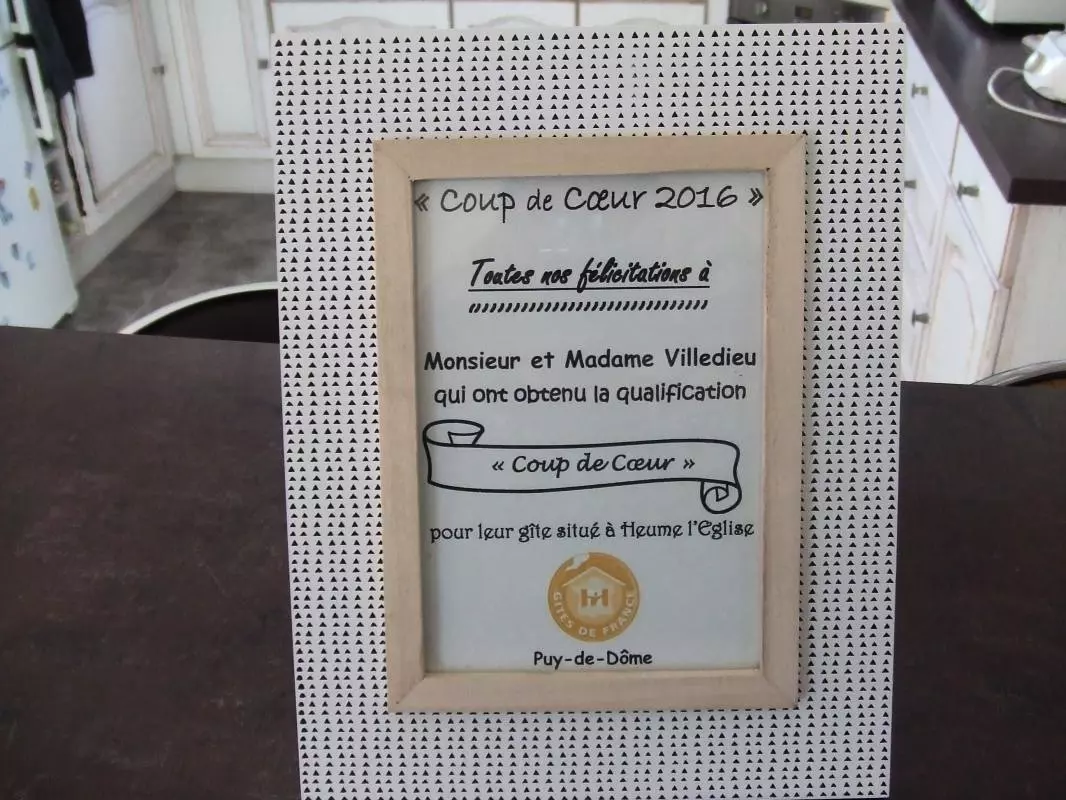 « Coup de Cœur 2016 »
Toutes nos félicitations à
Monsieur et Madame Villedieu
qui ont obtenu la qualification
« Coup de Cœur »
pour leur gîte situé à Heume l'Eglise
GÎTES DE FRANCE
Puy-de-Dôme